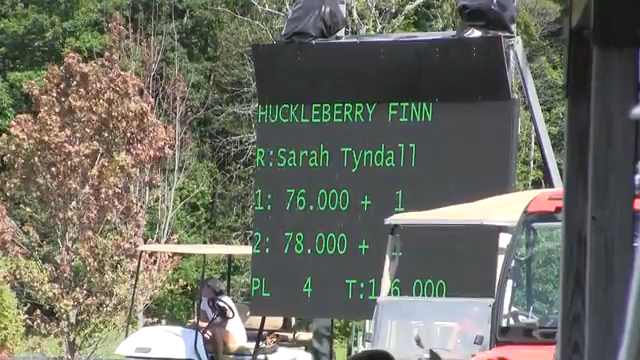 HUCKLEBERRY FINN
R:Sarah Tyndall
1: 76.000 + 1
2: 78.000 +
PL 4 T:1 6.000